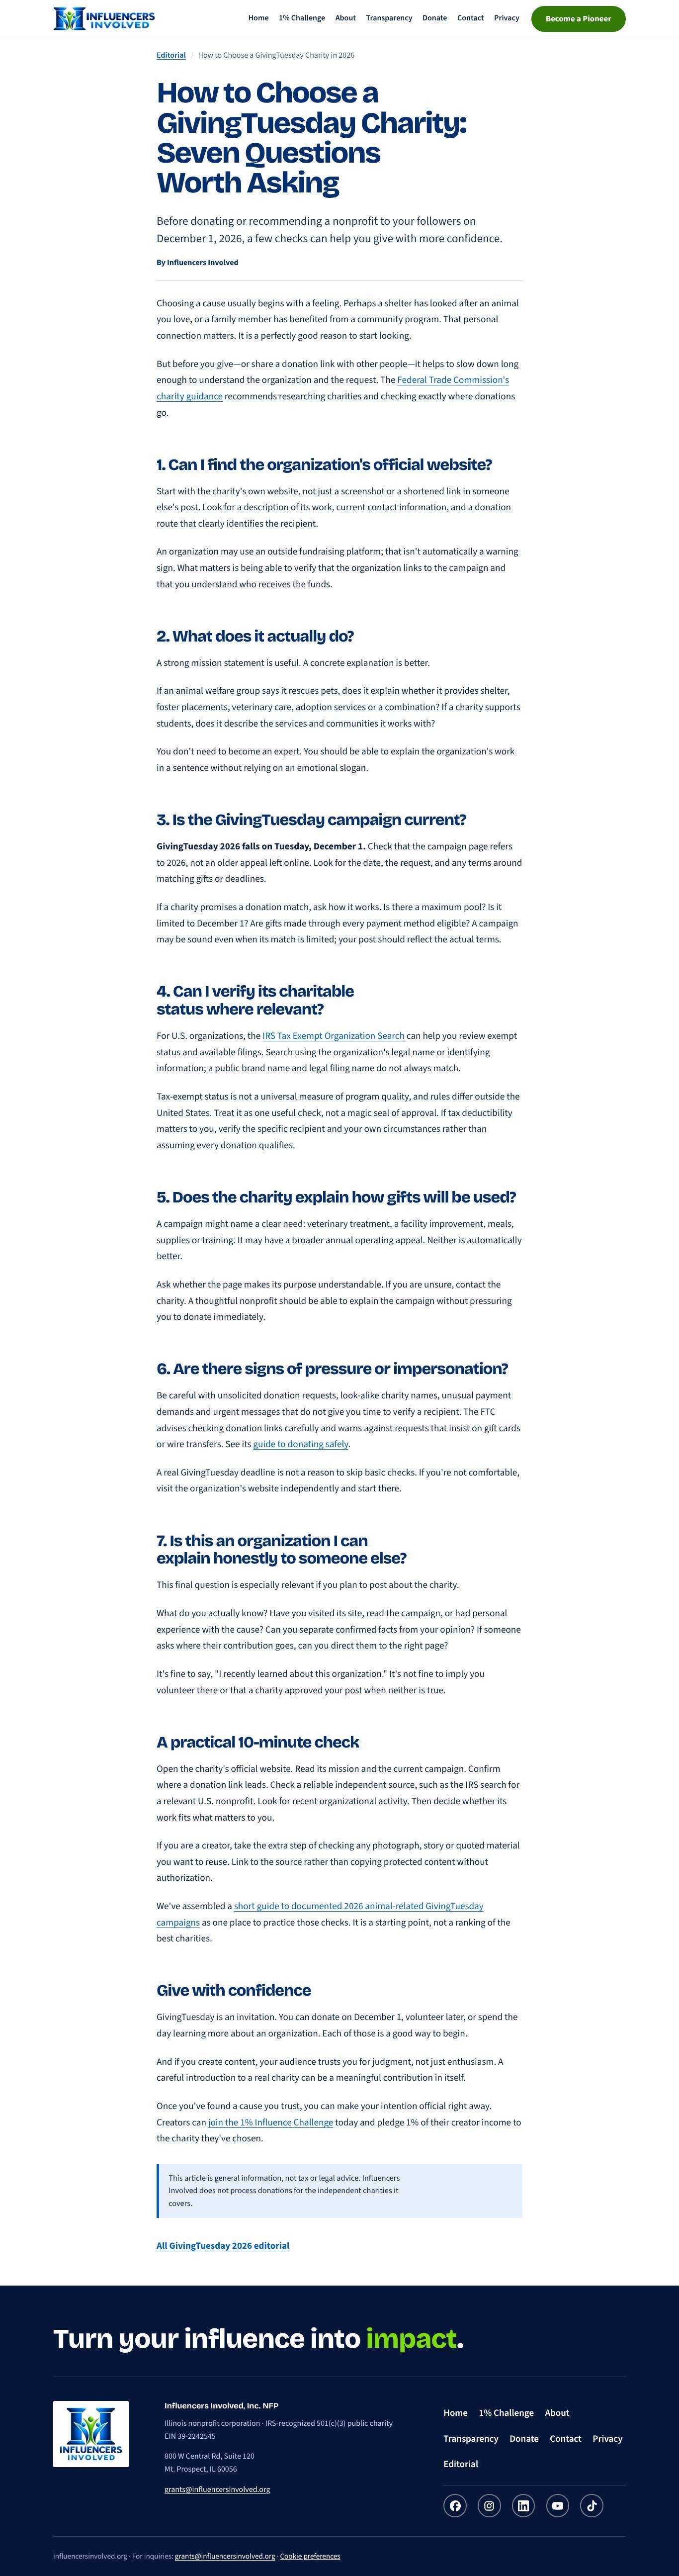 INFLUENCERS
INVOLVED
Home 1% Challenge About Transparency Donate Contact Privacy Become a Pioneer
Editorial / How to Choose a GivingTuesday Charity in 2026
How to Choose a
GivingTuesday Charity:
Seven Questions
Worth Asking
Before donating or recommending a nonprofit to your followers on
December 1, 2026, a few checks can help you give with more confidence.
By Influencers Involved
Choosing a cause usually begins with a feeling. Perhaps a shelter has looked after an animal
you love, or a family member has benefited from a community program. That personal
connection matters. It is a perfectly good reason to start looking.
But before you give—or share a donation link with other people—it helps to slow down long
enough to understand the organization and the request. The Federal Trade Commission's
charity guidance recommends researching charities and checking exactly where donations
go.
1. Can I find the organization's official website?
Start with the charity's own website, not just a screenshot or a shortened link in someone
else's post. Look for a description of its work, current contact information, and a donation
route that clearly identifies the recipient.
An organization may use an outside fundraising platform; that isn't automatically a warning
sign. What matters is being able to verify that the organization links to the campaign and
that you understand who receives the funds.
2. What does it actually do?
A strong mission statement is useful. A concrete explanation is better.
If an animal welfare group says it rescues pets, does it explain whether it provides shelter,
foster placements, veterinary care, adoption services or a combination? If a charity supports
students, does it describe the services and communities it works with?
You don't need to become an expert. You should be able to explain the organization's work
in a sentence without relying on an emotional slogan.
3. Is the GivingTuesday campaign current?
GivingTuesday 2026 falls on Tuesday, December 1. Check that the campaign page refers
to 2026, not an older appeal left online. Look for the date, the request, and any terms around
matching gifts or deadlines.
If a charity promises a donation match, ask how it works. Is there a maximum pool? Is it
limited to December 1? Are gifts made through every payment method eligible? A campaign
may be sound even when its match is limited; your post should reflect the actual terms.
4. Can I verify its charitable
status where relevant?
For U.S. organizations, the IRS Tax Exempt Organization Search can help you review exempt
status and available filings. Search using the organization's legal name or identifying
information; a public brand name and legal filing name do not always match.
Tax-exempt status is not a universal measure of program quality, and rules differ outside the
United States. Treat it as one useful check, not a magic seal of approval. If tax deductibility
matters to you, verify the specific recipient and your own circumstances rather than
assuming every donation qualifies.
5. Does the charity explain how gifts will be used?
A campaign might name a clear need: veterinary treatment, a facility improvement, meals,
supplies or training. It may have a broader annual operating appeal. Neither is automatically
better.
Ask whether the page makes its purpose understandable. If you are unsure, contact the
charity. A thoughtful nonprofit should be able to explain the campaign without pressuring
you to donate immediately.
6. Are there signs of pressure or impersonation?
Be careful with unsolicited donation requests, look-alike charity names, unusual payment
demands and urgent messages that do not give you time to verify a recipient. The FTC
advises checking donation links carefully and warns against requests that insist on gift cards
or wire transfers. See its guide to donating safely.
A real GivingTuesday deadline is not a reason to skip basic checks. If you're not comfortable,
visit the organization's website independently and start there.
7. Is this an organization I can
explain honestly to someone else?
This final question is especially relevant if you plan to post about the charity.
What do you actually know? Have you visited its site, read the campaign, or had personal
experience with the cause? Can you separate confirmed facts from your opinion? If someone
asks where their contribution goes, can you direct them to the right page?
It's fine to say, "I recently learned about this organization." It's not fine to imply you
volunteer there or that a charity approved your post when neither is true.
A practical 10-minute check
Open the charity's official website. Read its mission and the current campaign. Confirm
where a donation link leads. Check a reliable independent source, such as the IRS search for
a relevant U.S. nonprofit. Look for recent organizational activity. Then decide whether its
work fits what matters to you.
If you are a creator, take the extra step of checking any photograph, story or quoted material
you want to reuse. Link to the source rather than copying protected content without
authorization.
We've assembled a short guide to documented 2026 animal-related GivingTuesday
campaigns as one place to practice those checks. It is a starting point, not a ranking of the
best charities.
Give with confidence
GivingTuesday is an invitation. You can donate on December 1, volunteer later, or spend the
day learning more about an organization. Each of those is a good way to begin.
And if you create content, your audience trusts you for judgment, not just enthusiasm. A
careful introduction to a real charity can be a meaningful contribution in itself.
Once you've found a cause you trust, you can make your intention official right away.
Creators can join the 1% Influence Challenge today and pledge 1% of their creator income to
the charity they've chosen.
This article is general information, not tax or legal advice. Influencers
Involved does not process donations for the independent charities it
covers.
All GivingTuesday 2026 editorial
Turn your influence into impact.
INFLUENCERS
INVOLVED
Influencers Involved, Inc. NFP
Illinois nonprofit corporation · IRS-recognized 501(c)(3) public charity
EIN 39-2242545
800 W Central Rd, Suite 120
Mt. Prospect, IL 60056
grants@influencersinvolved.org
Home 1% Challenge About
Transparency Donate Contact Privacy
Editorial
influencersinvolved.org · For inquiries: grants@influencersinvolved.org · Cookie preferences